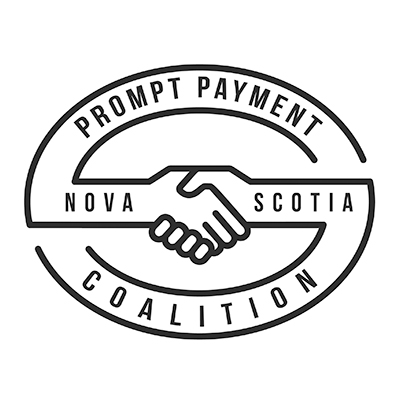 PROMPT PAYMENT
NOVA SCOTIA
COALITION